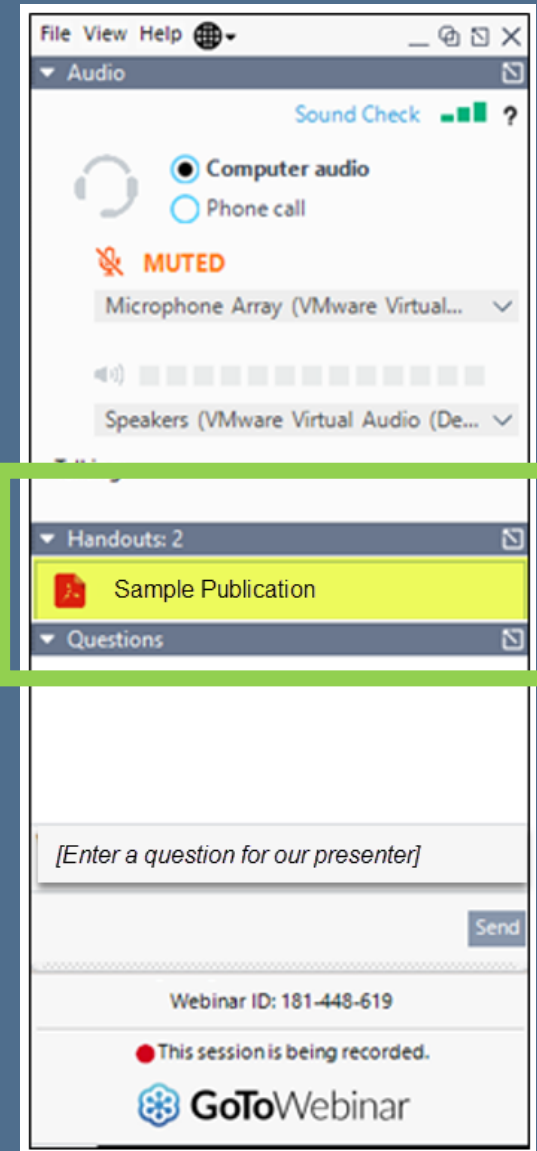 File View Help
Audio
Sound Check ?
Computer audio
Phone call
MUTED
Microphone Array (VMware Virtual...
Speakers (VMware Virtual Audio (De...
Handouts: 2
Sample Publication
Questions
[Enter a question for our presenter]
Send
Webinar ID: 181-448-619
This session is being recorded.
GoToWebinar